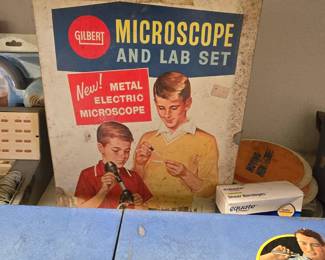 GILBERT
MICROSCOPE
AND LAB SET
New! METAL
ELECTRIC
MICROSCOPE
equate